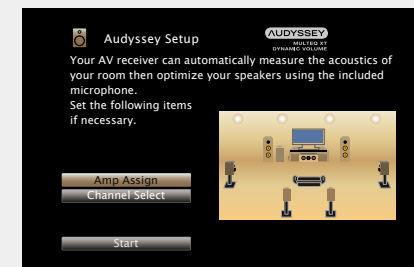 Audyssey Setup
AUDYSSEY
MULTEQ XT
DYNAMIC VOLUME
Your AV receiver can automatically measure the acoustics of
your room then optimize your speakers using the included
microphone.
Set the following items
if necessary.
Amp Assign
Channel Select
Start